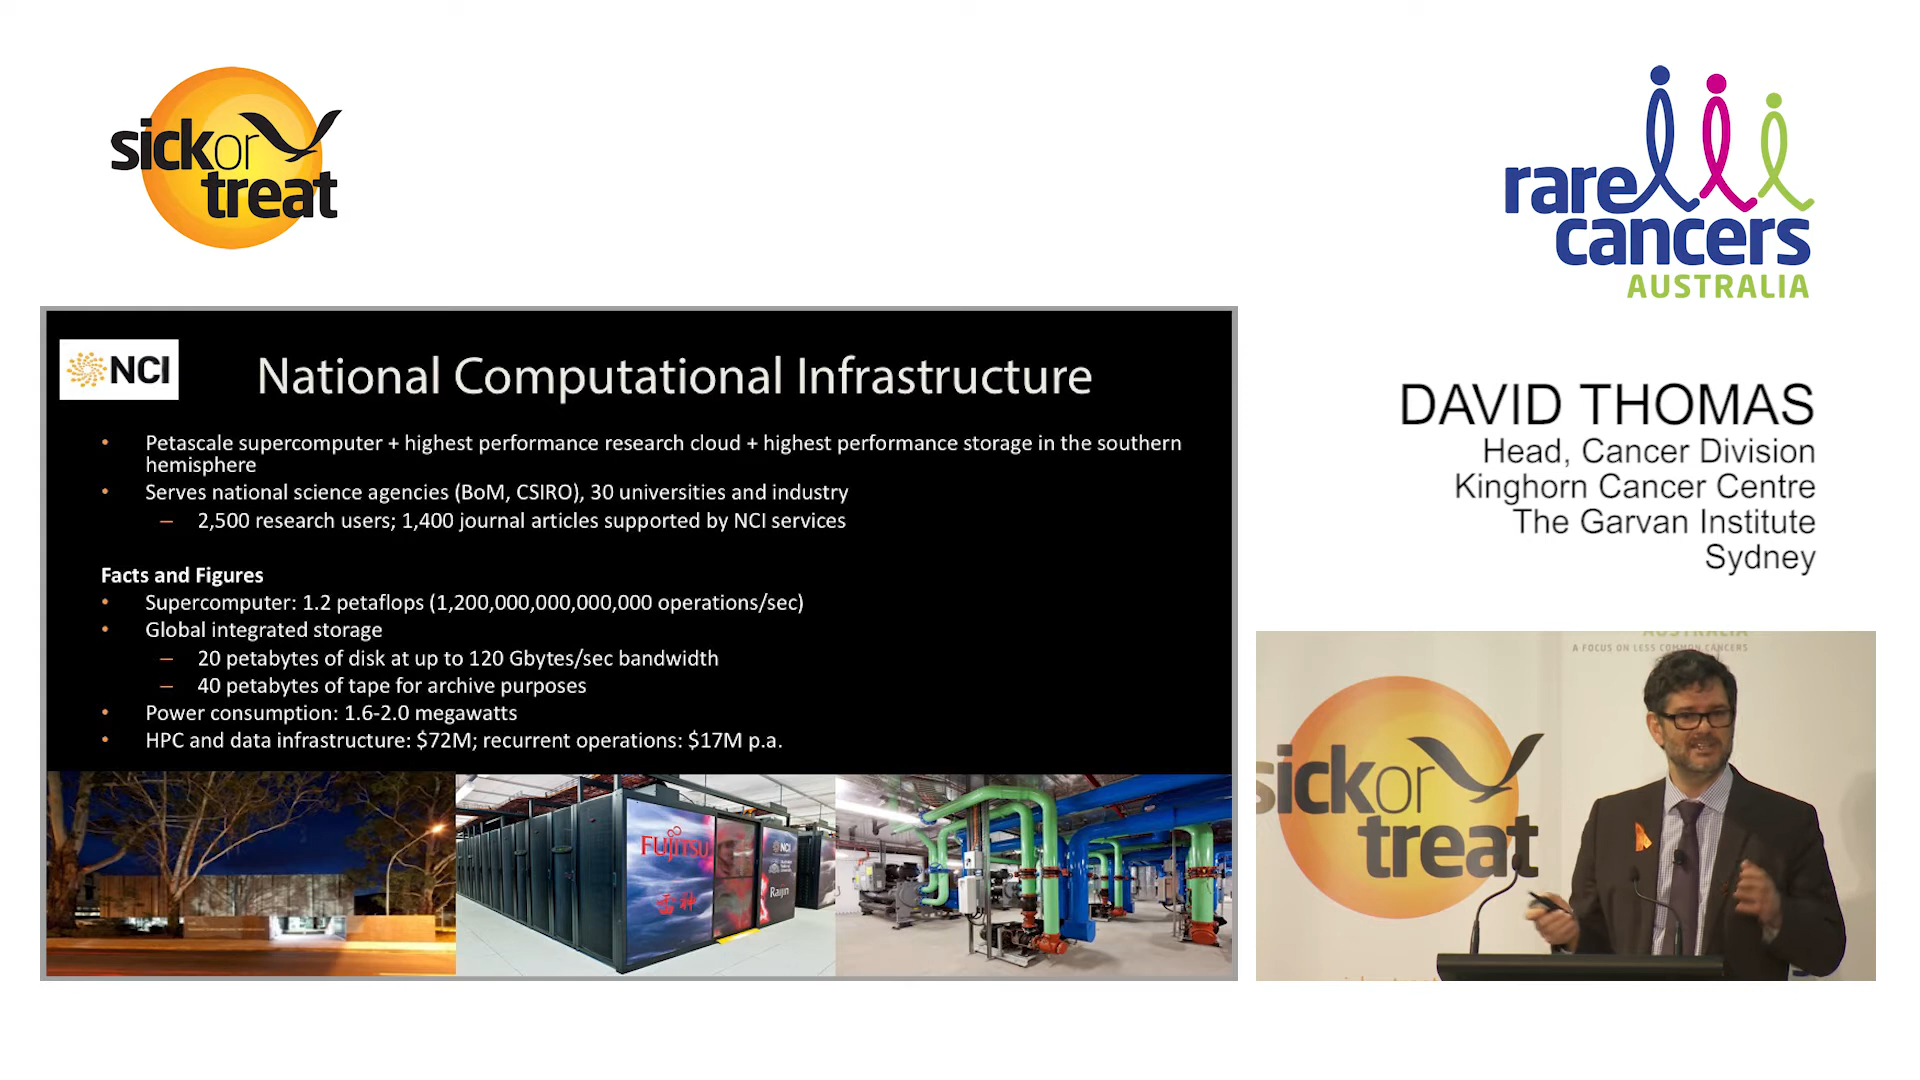 sickor
treat
rare
cancers
AUSTRALIA
NCI
National Computational Infrastructure
• Petascale supercomputer + highest performance research cloud + highest performance storage in the southern
hemisphere
• Serves national science agencies (BoM, CSIRO), 30 universities and industry
– 2,500 research users; 1,400 journal articles supported by NCI services
Facts and Figures
• Supercomputer: 1.2 petaflops (1,200,000,000,000,000 operations/sec)
• Global integrated storage
– 20 petabytes of disk at up to 120 Gbytes/sec bandwidth
– 40 petabytes of tape for archive purposes
• Power consumption: 1.6-2.0 megawatts
• HPC and data infrastructure: $72M; recurrent operations: $17M p.a.
FUJITSU
雷神
NCI
Raijin
DAVID THOMAS
Head, Cancer Division
Kinghorn Cancer Centre
The Garvan Institute
Sydney
AUSTRALIA
A FOCUS ON LESS COMMON CANCERS
sickor
treat